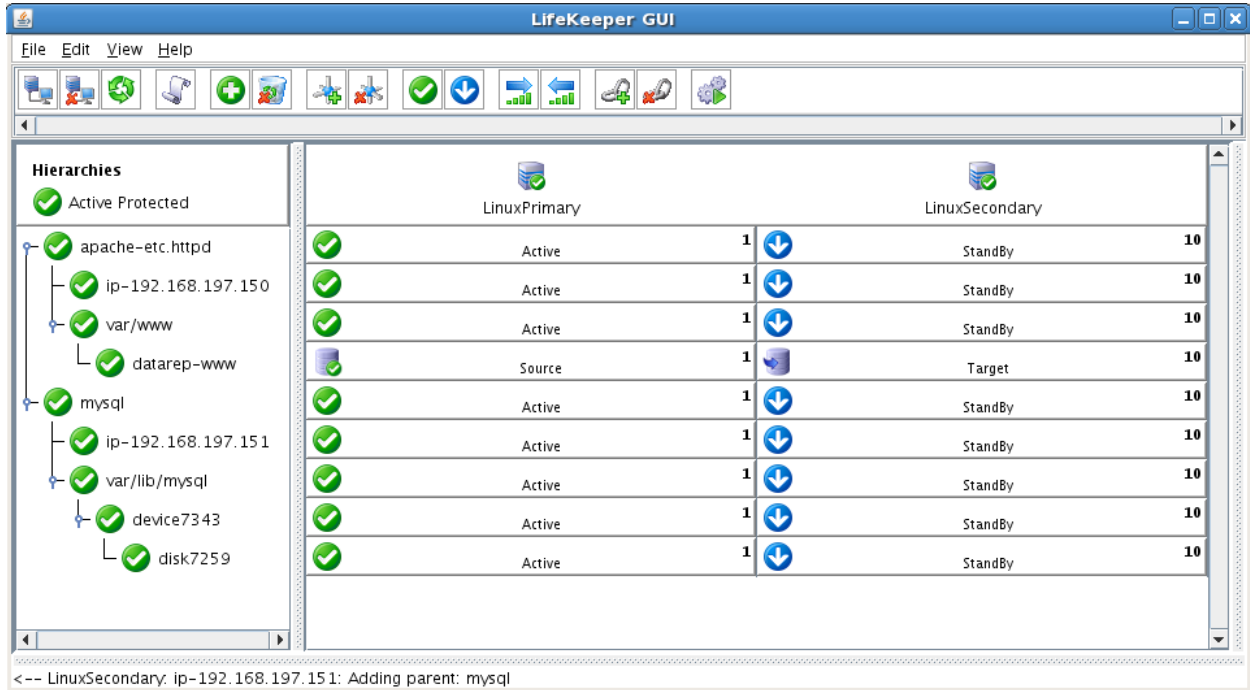 LifeKeeper GUI
File Edit View Help
Hierarchies
Active Protected
LinuxPrimary LinuxSecondary
apache-etc.httpd Active 1 StandBy 10
ip-192.168.197.150 Active 1 StandBy 10
var/www Active 1 StandBy 10
datarep-www Source 1 Target 10
mysql Active 1 StandBy 10
ip-192.168.197.151 Active 1 StandBy 10
var/lib/mysql Active 1 StandBy 10
device7343 Active 1 StandBy 10
disk7259 Active 1 StandBy 10
<-- LinuxSecondary: ip-192.168.197.151: Adding parent: mysql